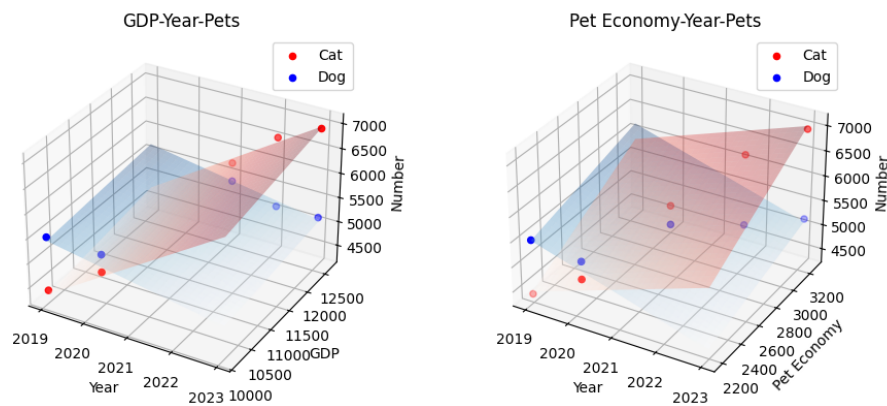 GDP-Year-Pets
Cat
Dog
7000
6500
6000
5500
5000
4500
Number
2019
2020
2021
2022
2023
Year
10000
10500
11000
11500
12000
12500
GDP
Pet Economy-Year-Pets
Cat
Dog
7000
6500
6000
5500
5000
4500
Number
2019
2020
2021
2022
2023
Year
2200
2400
2600
2800
3000
3200
Pet Economy